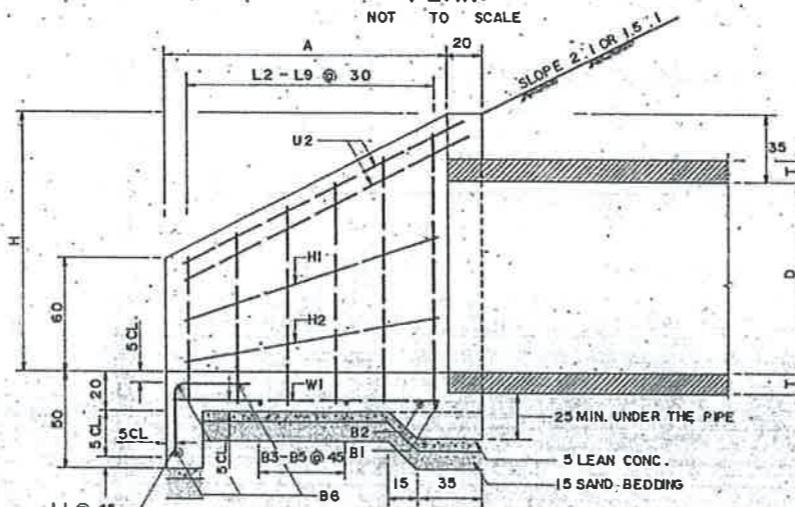 NOT TO SCALE
A
20
SLOPE 2:1 OR 1.5:1
L2-L9 @ 30
U2
35
T
H
H1
D
60
H2
5 CL.
T
20
W1
50
25 MIN. UNDER THE PIPE
5 CL.
5CL
B2
B1
5CL
B3-B5 @ 45
5 LEAN CONC.
B6
15
35
15 SAND BEDDING